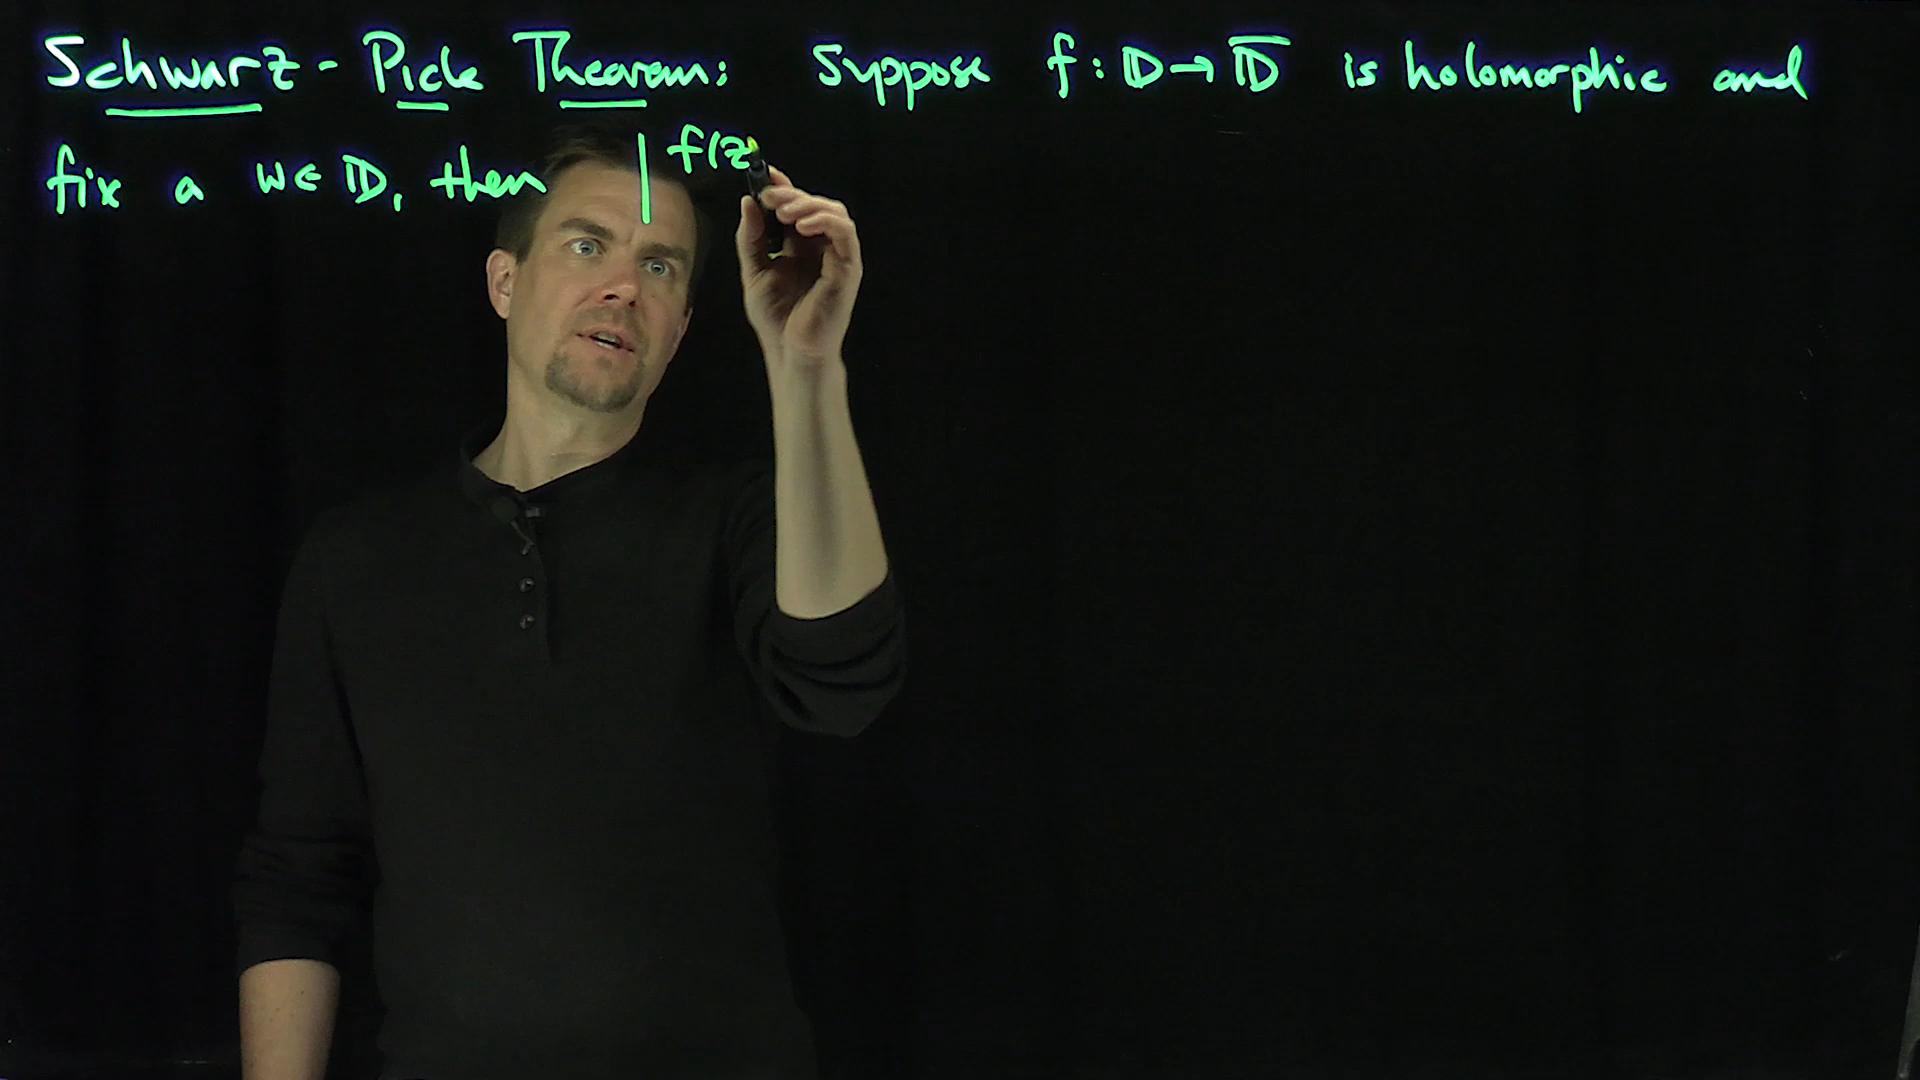 Schwarz - Pick Theorem: Suppose f : 𝔻 → 𝔻̅ is holomorphic and
fix a w ∈ 𝔻, then | f(z